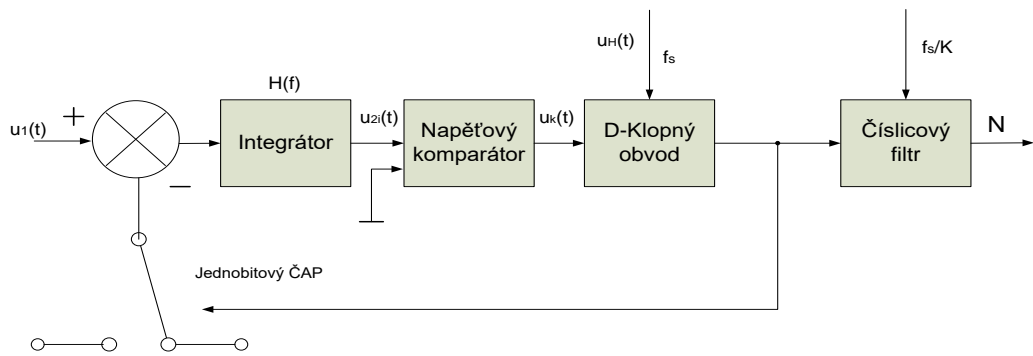 u1(t)
+
−
H(f)
Integrátor
u2i(t)
Napěťový
komparátor
uk(t)
uH(t)
fs
D-Klopný
obvod
fs/K
Číslicový
filtr
N
Jednobitový ČAP